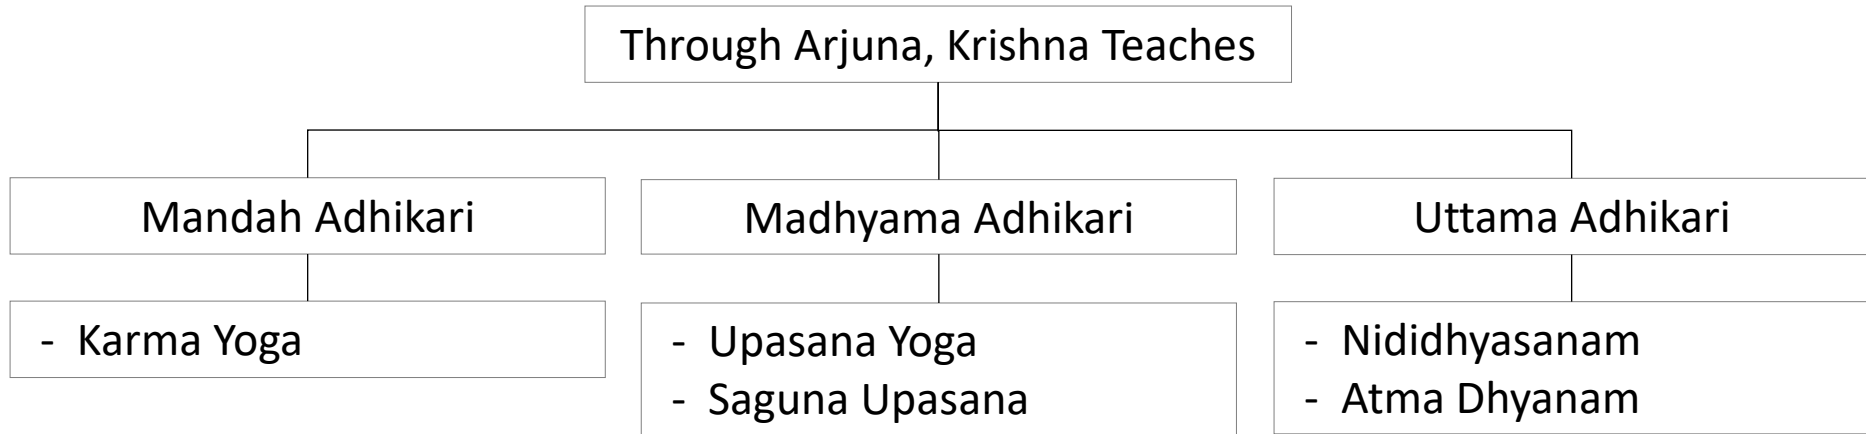 Through Arjuna, Krishna Teaches
Mandah Adhikari
- Karma Yoga
Madhyama Adhikari
- Upasana Yoga
- Saguna Upasana
Uttama Adhikari
- Nididhyasanam
- Atma Dhyanam